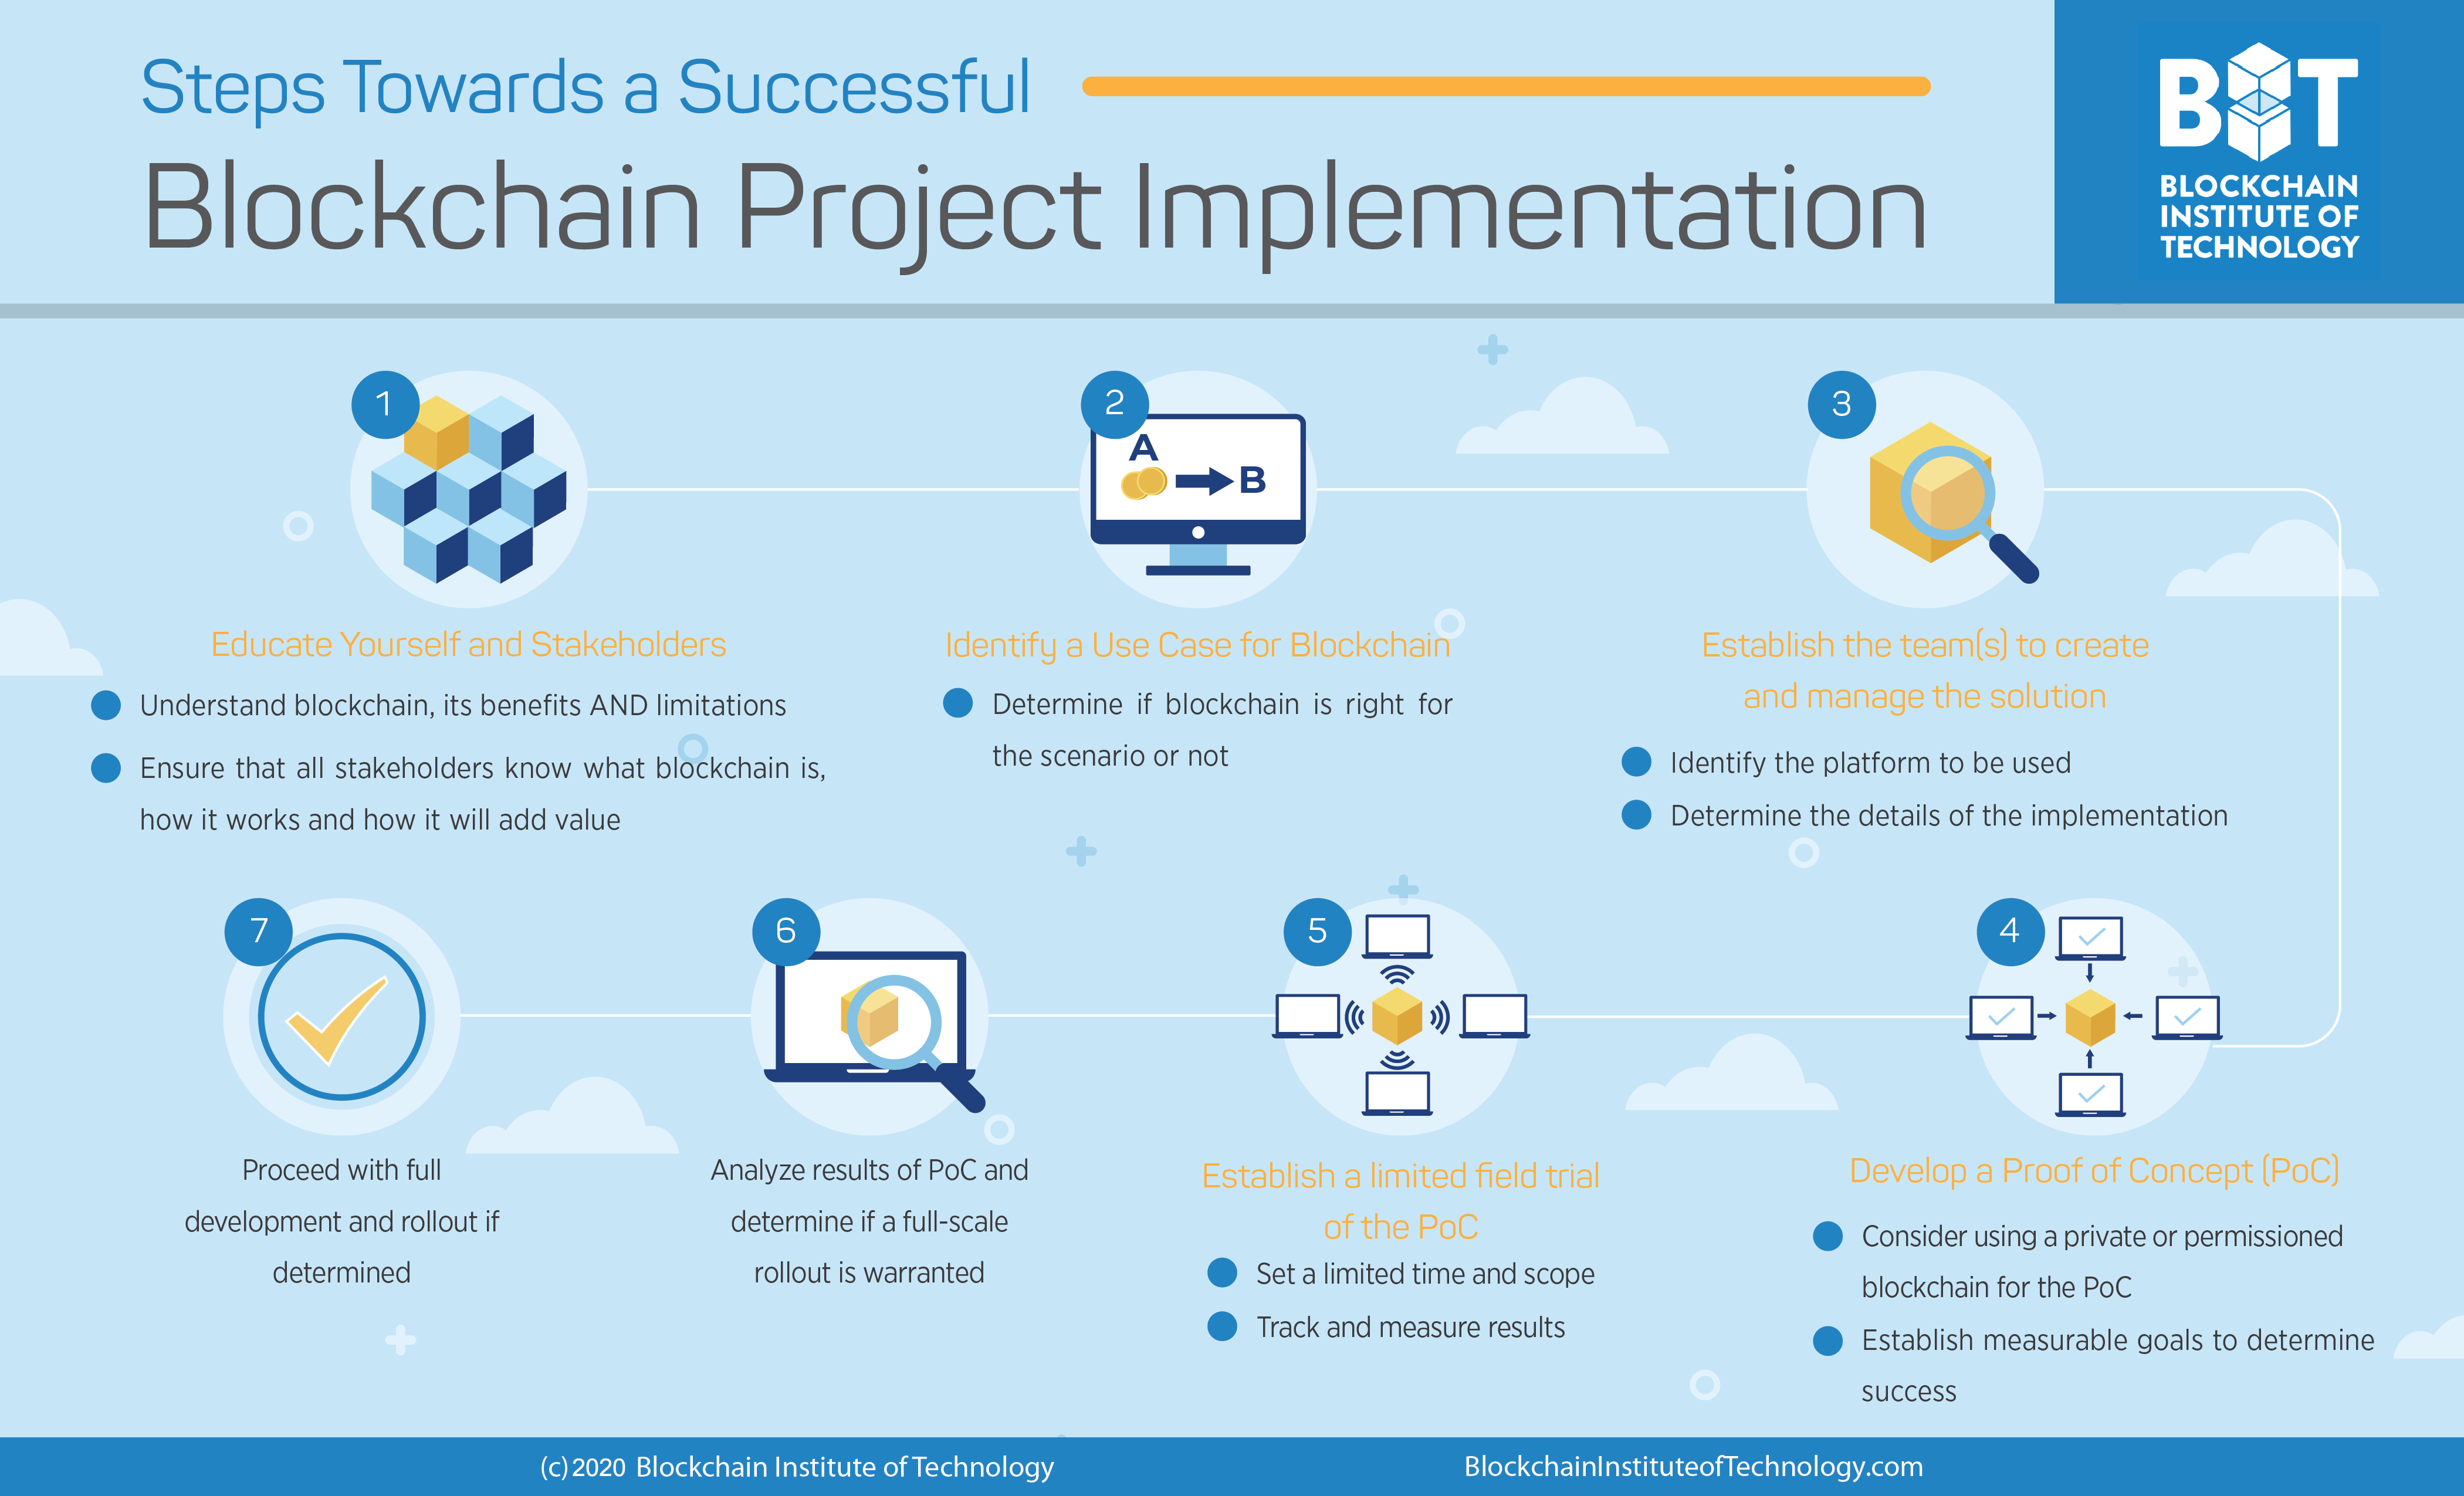 Steps Towards a Successful
Blockchain Project Implementation
B T
BLOCKCHAIN
INSTITUTE OF
TECHNOLOGY
1
Educate Yourself and Stakeholders
Understand blockchain, its benefits AND limitations
Ensure that all stakeholders know what blockchain is,
how it works and how it will add value
2
A
B
Identify a Use Case for Blockchain
Determine if blockchain is right for
the scenario or not
3
Establish the team(s) to create
and manage the solution
Identify the platform to be used
Determine the details of the implementation
4
Develop a Proof of Concept (PoC)
Consider using a private or permissioned
blockchain for the PoC
Establish measurable goals to determine
success
5
Establish a limited field trial
of the PoC
Set a limited time and scope
Track and measure results
6
Analyze results of PoC and
determine if a full-scale
rollout is warranted
7
Proceed with full
development and rollout if
determined
(c)2020 Blockchain Institute of Technology
BlockchainInstituteofTechnology.com